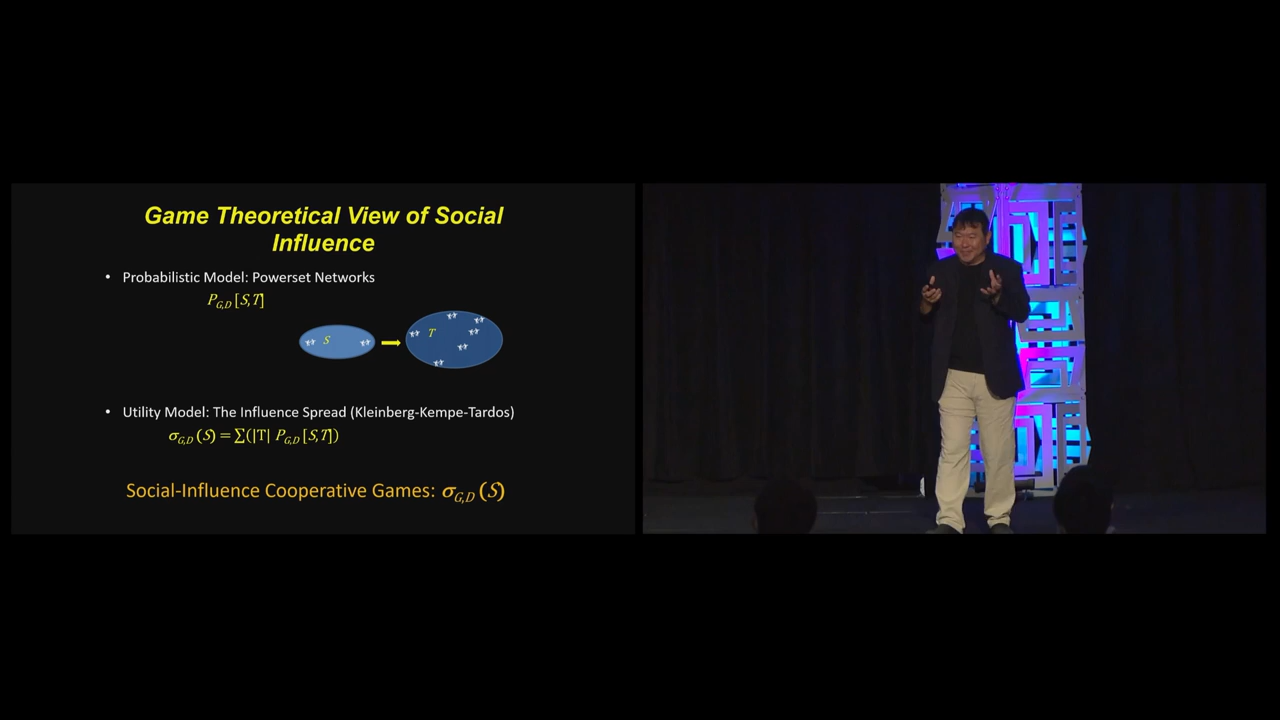 Game Theoretical View of Social
Influence
• Probabilistic Model: Powerset Networks
P_{G,D} [S,T]
S
T
• Utility Model: The Influence Spread (Kleinberg-Kempe-Tardos)
σ_{G,D} (S) = ∑(|T| P_{G,D} [S,T])
Social-Influence Cooperative Games: σ_{G,D} (S)